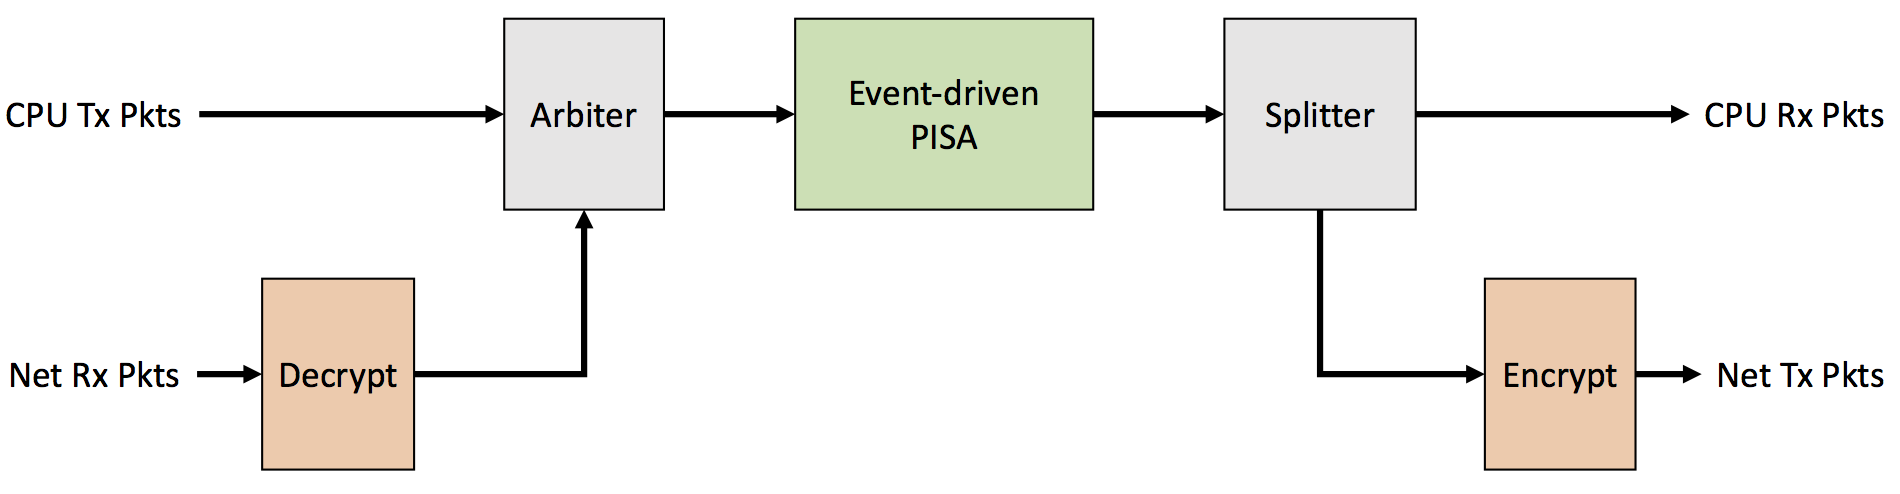 CPU Tx Pkts
Arbiter
Event-driven
PISA
Splitter
CPU Rx Pkts
Net Rx Pkts
Decrypt
Encrypt
Net Tx Pkts